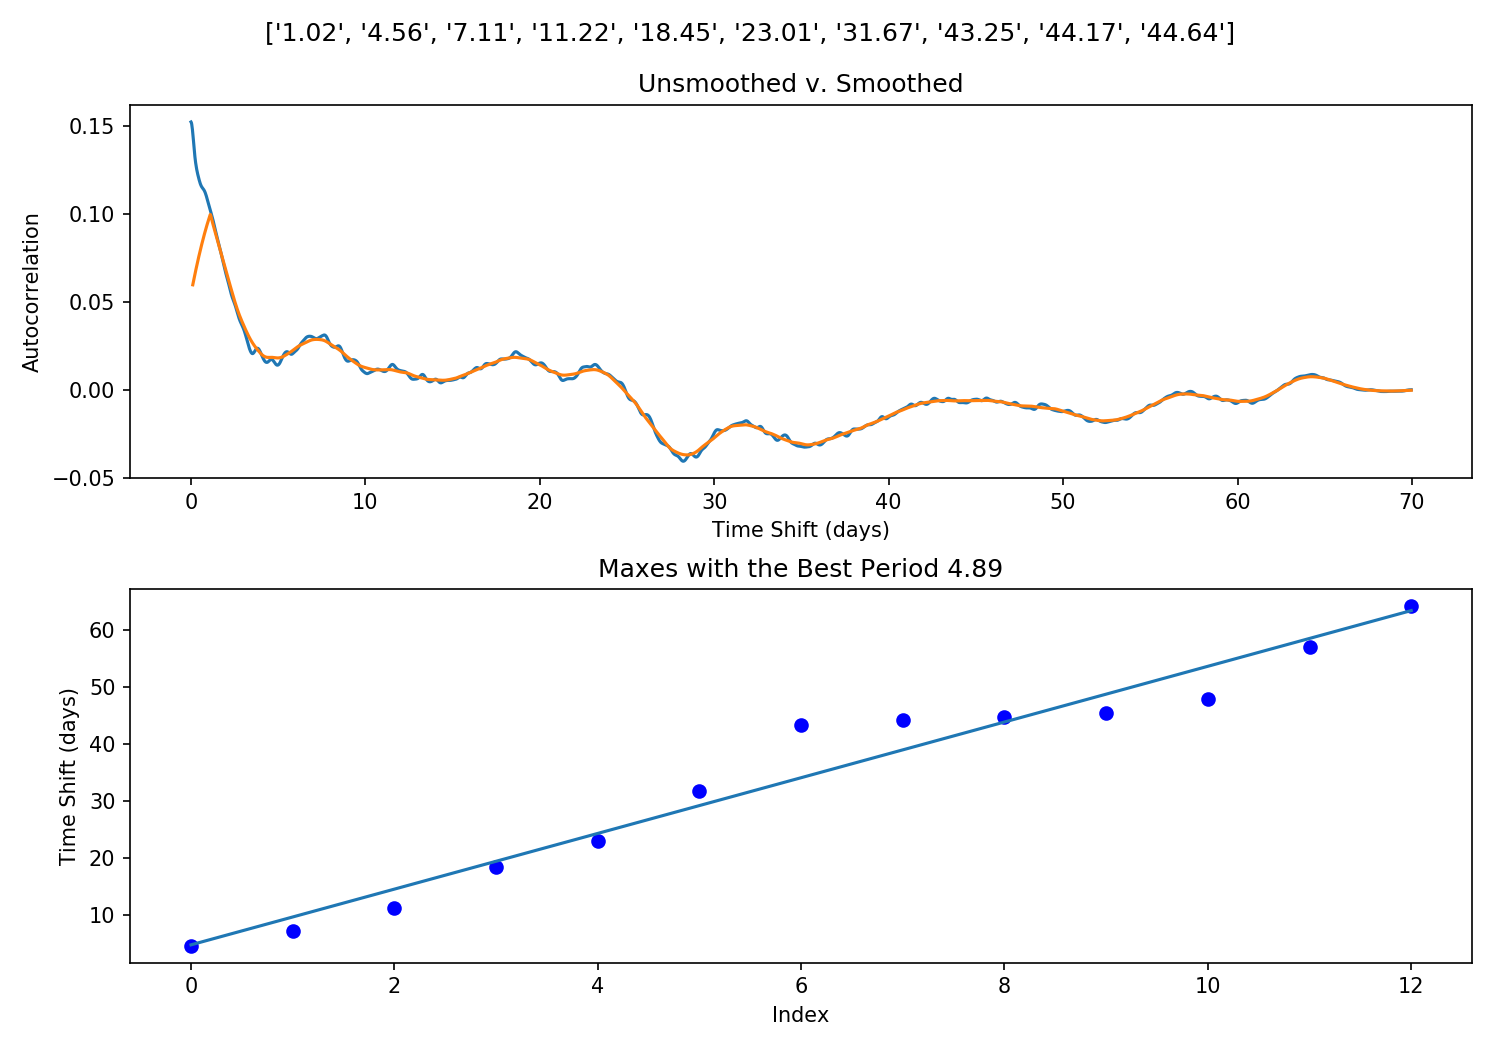 ['1.02', '4.56', '7.11', '11.22', '18.45', '23.01', '31.67', '43.25', '44.17', '44.64']
Unsmoothed v. Smoothed
0.15
0.10
0.05
0.00
−0.05
Autocorrelation
0 10 20 30 40 50 60 70
Time Shift (days)
Maxes with the Best Period 4.89
60
50
40
30
20
10
Time Shift (days)
0 2 4 6 8 10 12
Index